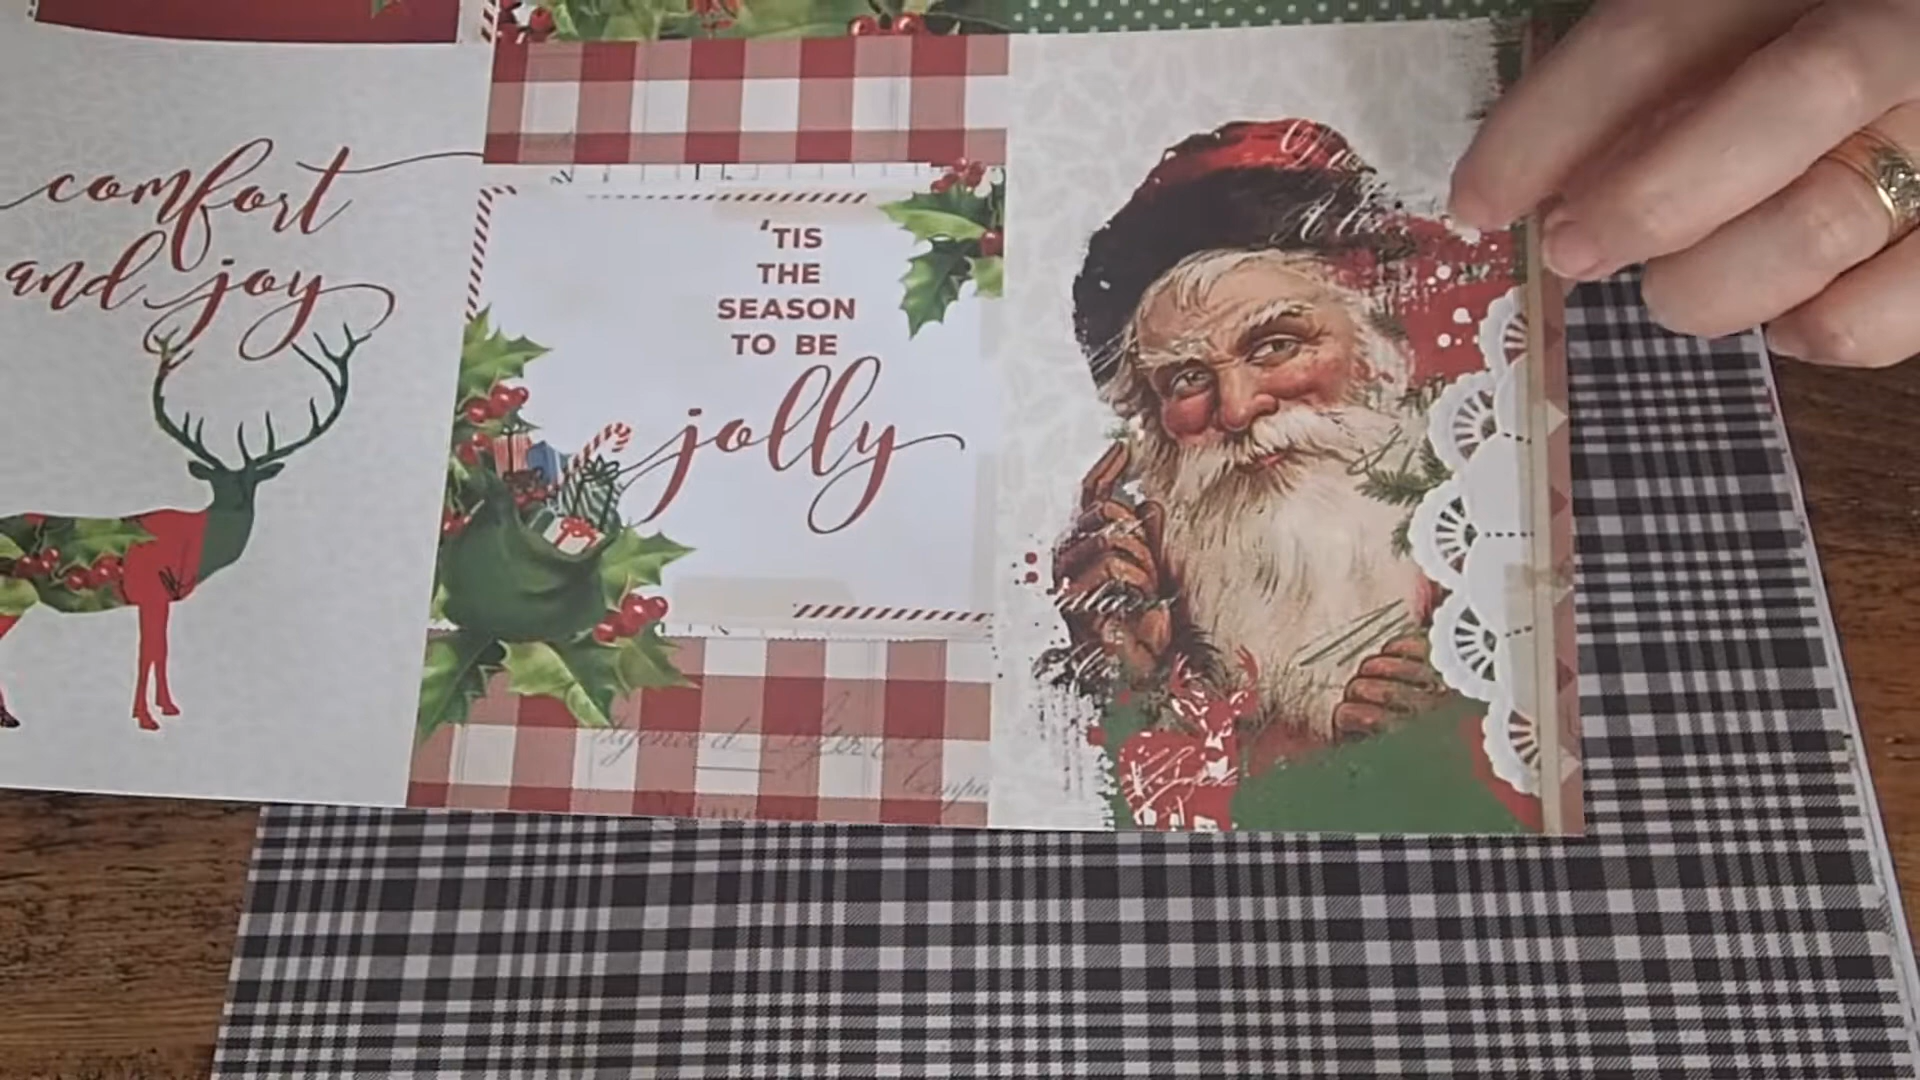 comfort
and joy
'TIS
THE
SEASON
TO BE
jolly